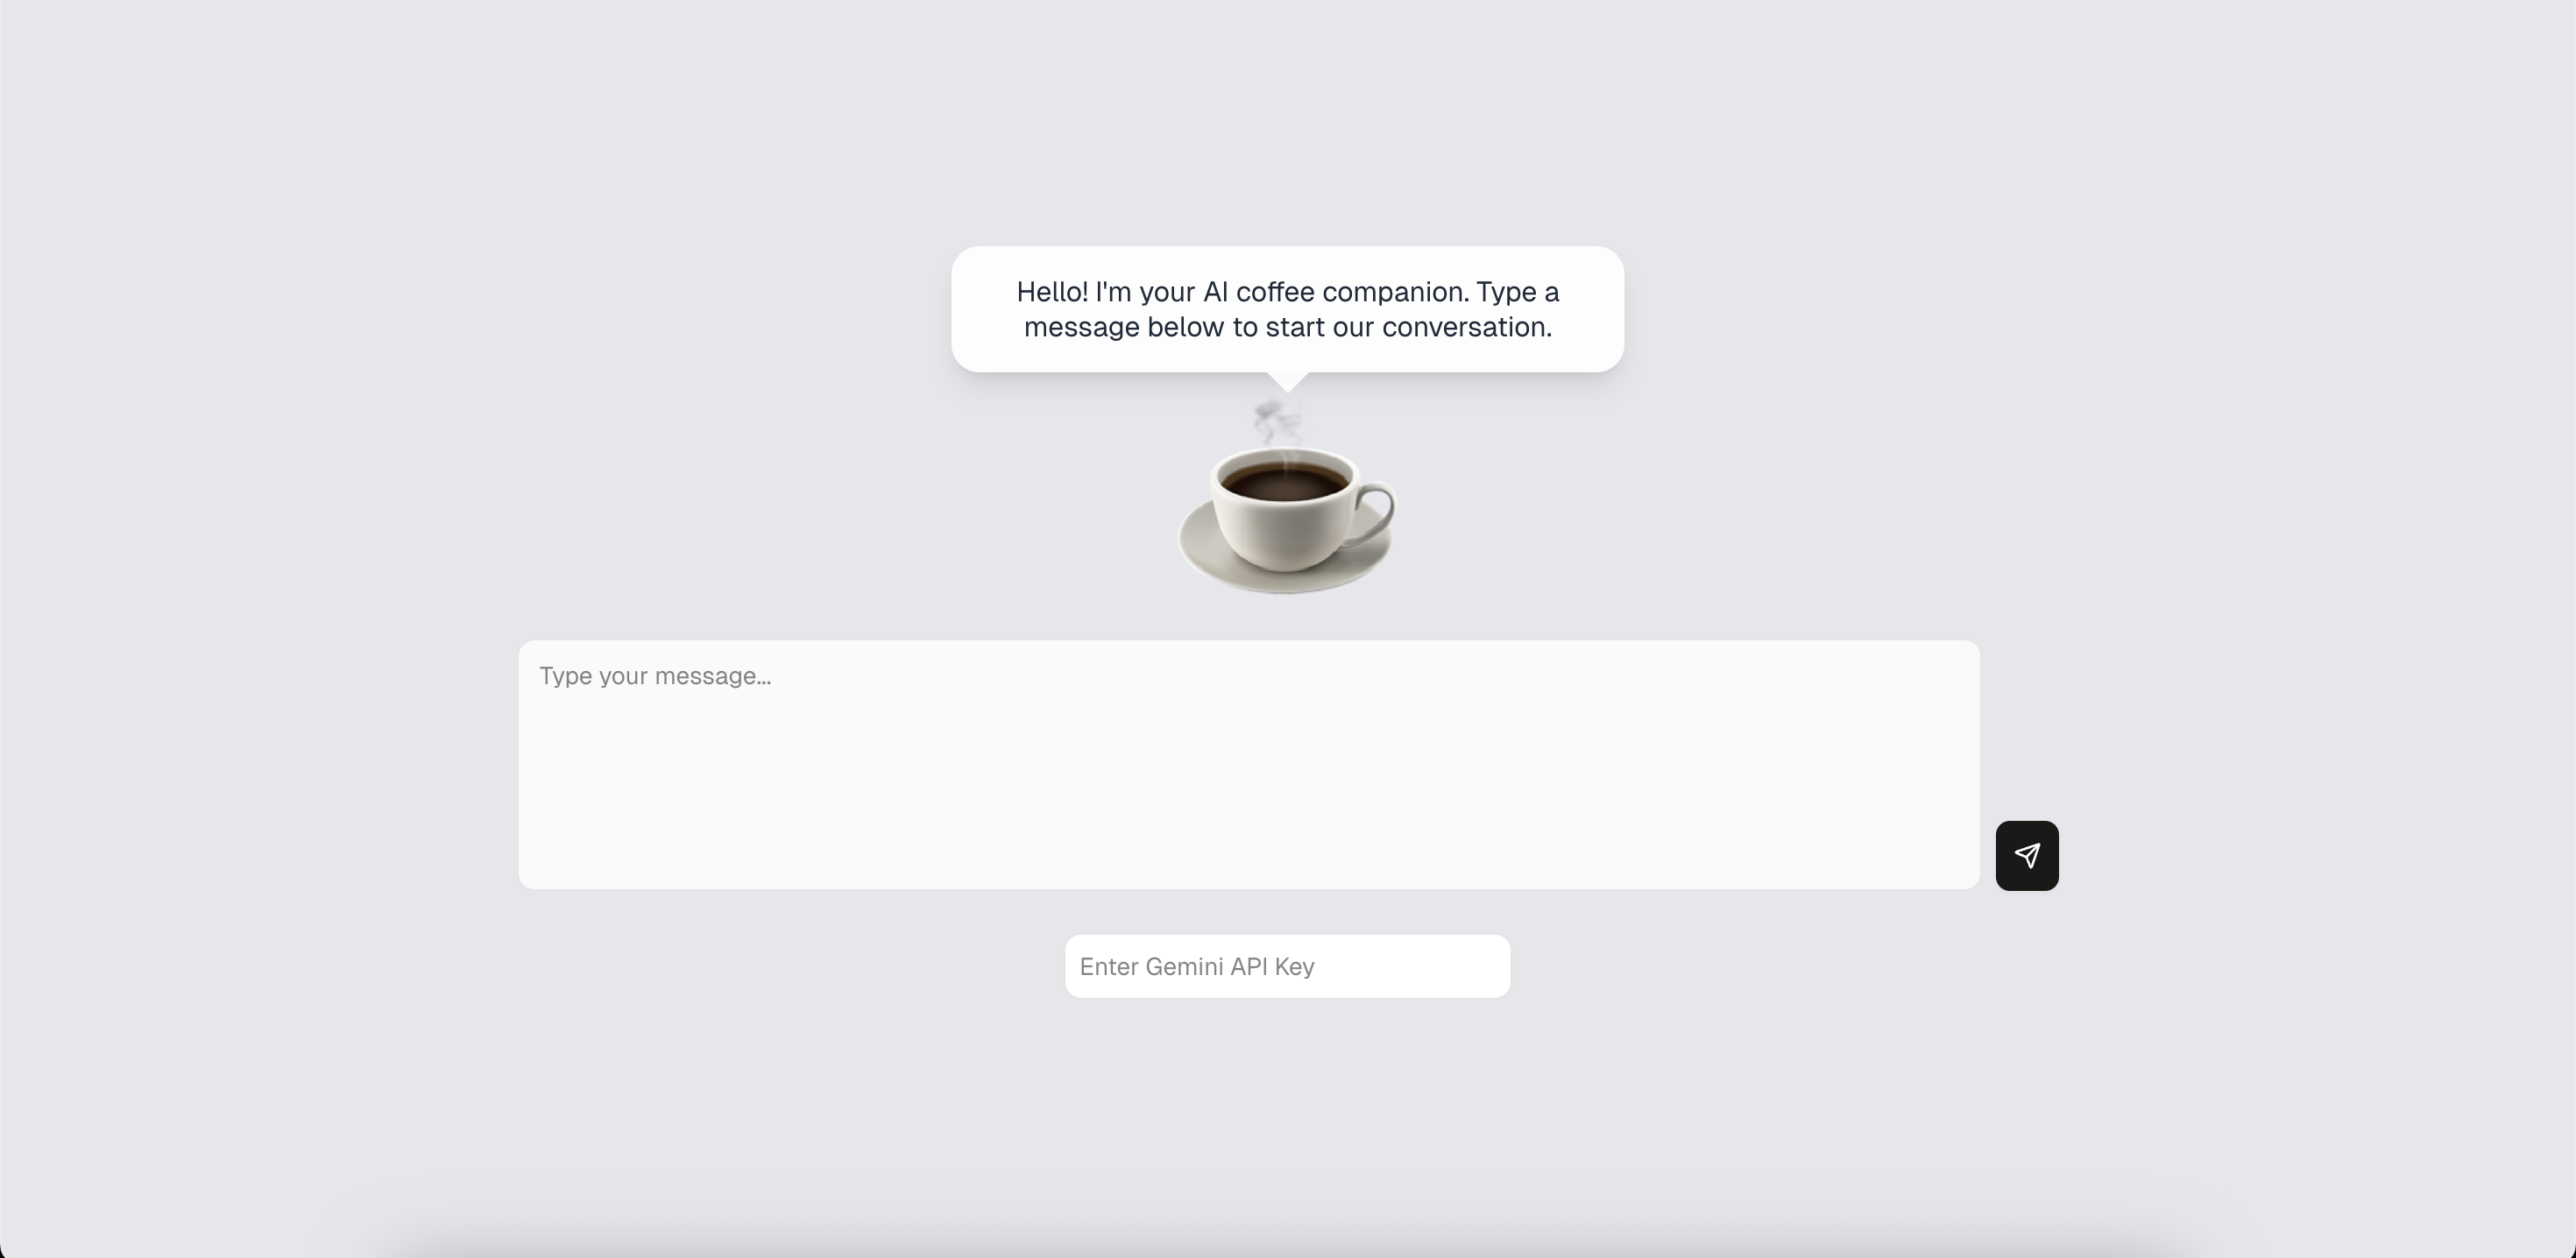 Hello! I'm your AI coffee companion. Type a
message below to start our conversation.
Type your message...
Enter Gemini API Key